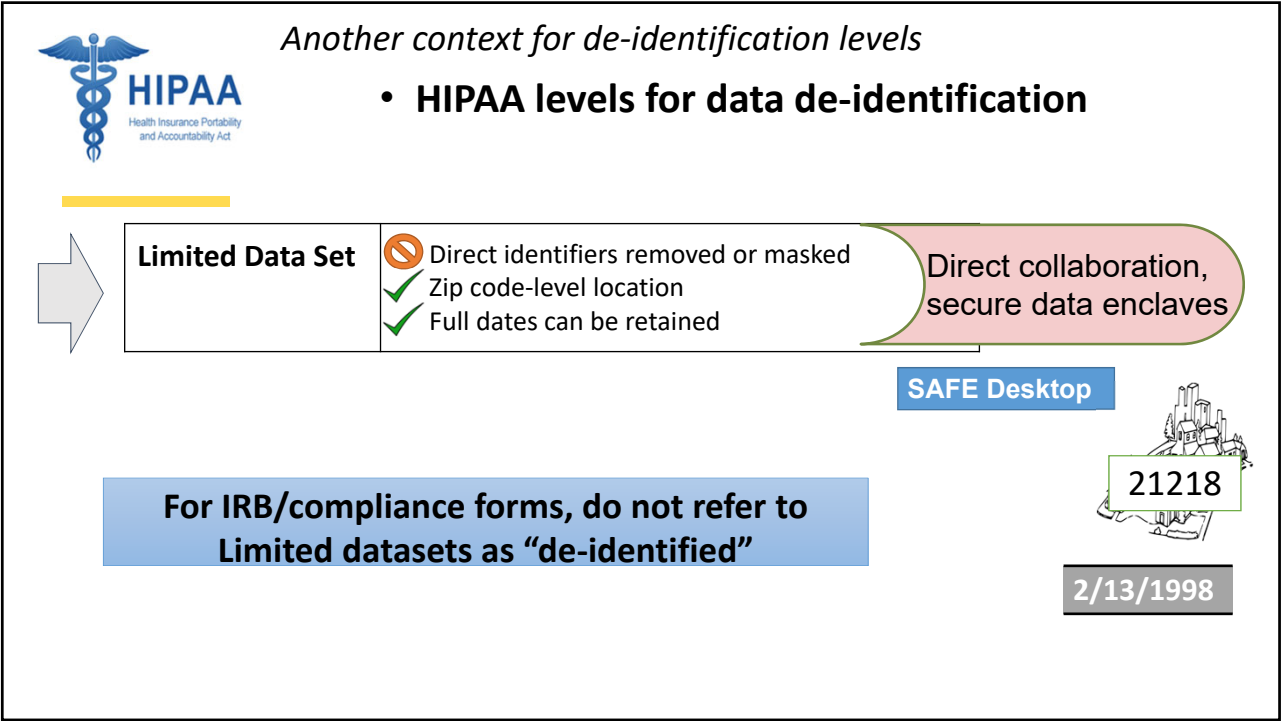 Another context for de-identification levels
HIPAA
Health Insurance Portability
and Accountability Act
• HIPAA levels for data de-identification
Limited Data Set
Direct identifiers removed or masked
Zip code-level location
Full dates can be retained
Direct collaboration,
secure data enclaves
SAFE Desktop
21218
For IRB/compliance forms, do not refer to
Limited datasets as “de-identified”
2/13/1998